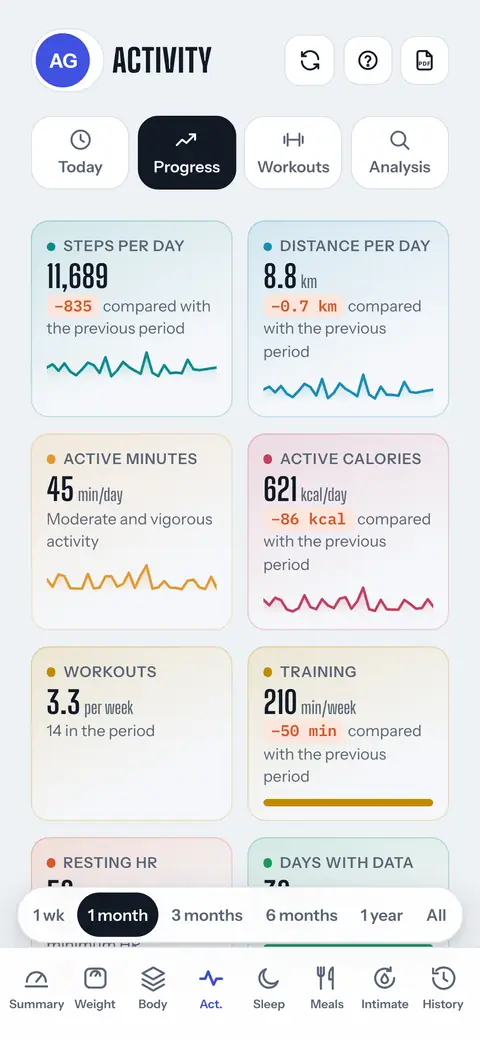 AG ACTIVITY
PDF
Today
Progress
Workouts
Analysis
STEPS PER DAY
11,689
−835 compared with
the previous period
DISTANCE PER DAY
8.8 km
−0.7 km compared
with the previous
period
ACTIVE MINUTES
45 min/day
Moderate and vigorous
activity
ACTIVE CALORIES
621 kcal/day
−86 kcal compared
with the previous
period
WORKOUTS
3.3 per week
14 in the period
TRAINING
210 min/week
−50 min compared
with the previous
period
RESTING HR
DAYS WITH DATA
1 wk
1 month
3 months
6 months
1 year
All
minimum HR
Summary
Weight
Body
Act.
Sleep
Meals
Intimate
History